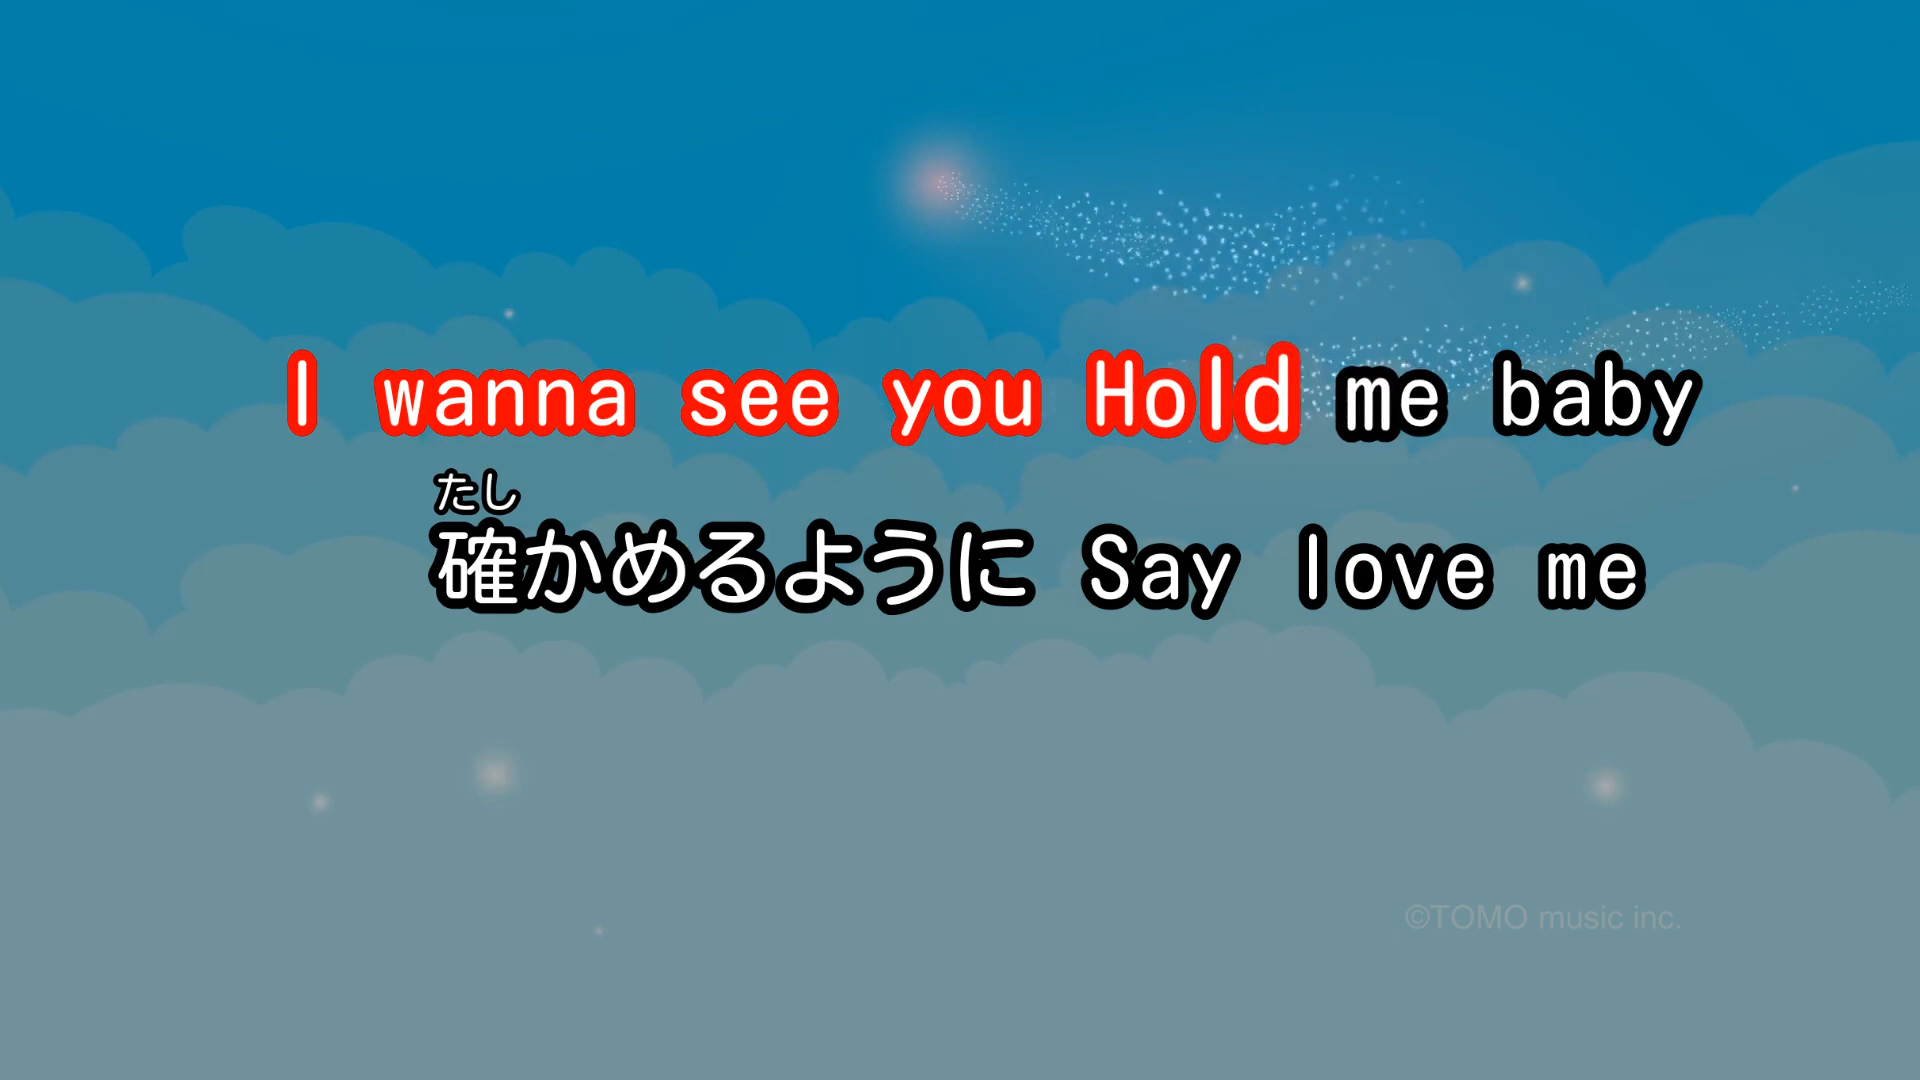 I wanna see you Hold me baby
たし
確かめるように Say love me
©TOMO music inc.